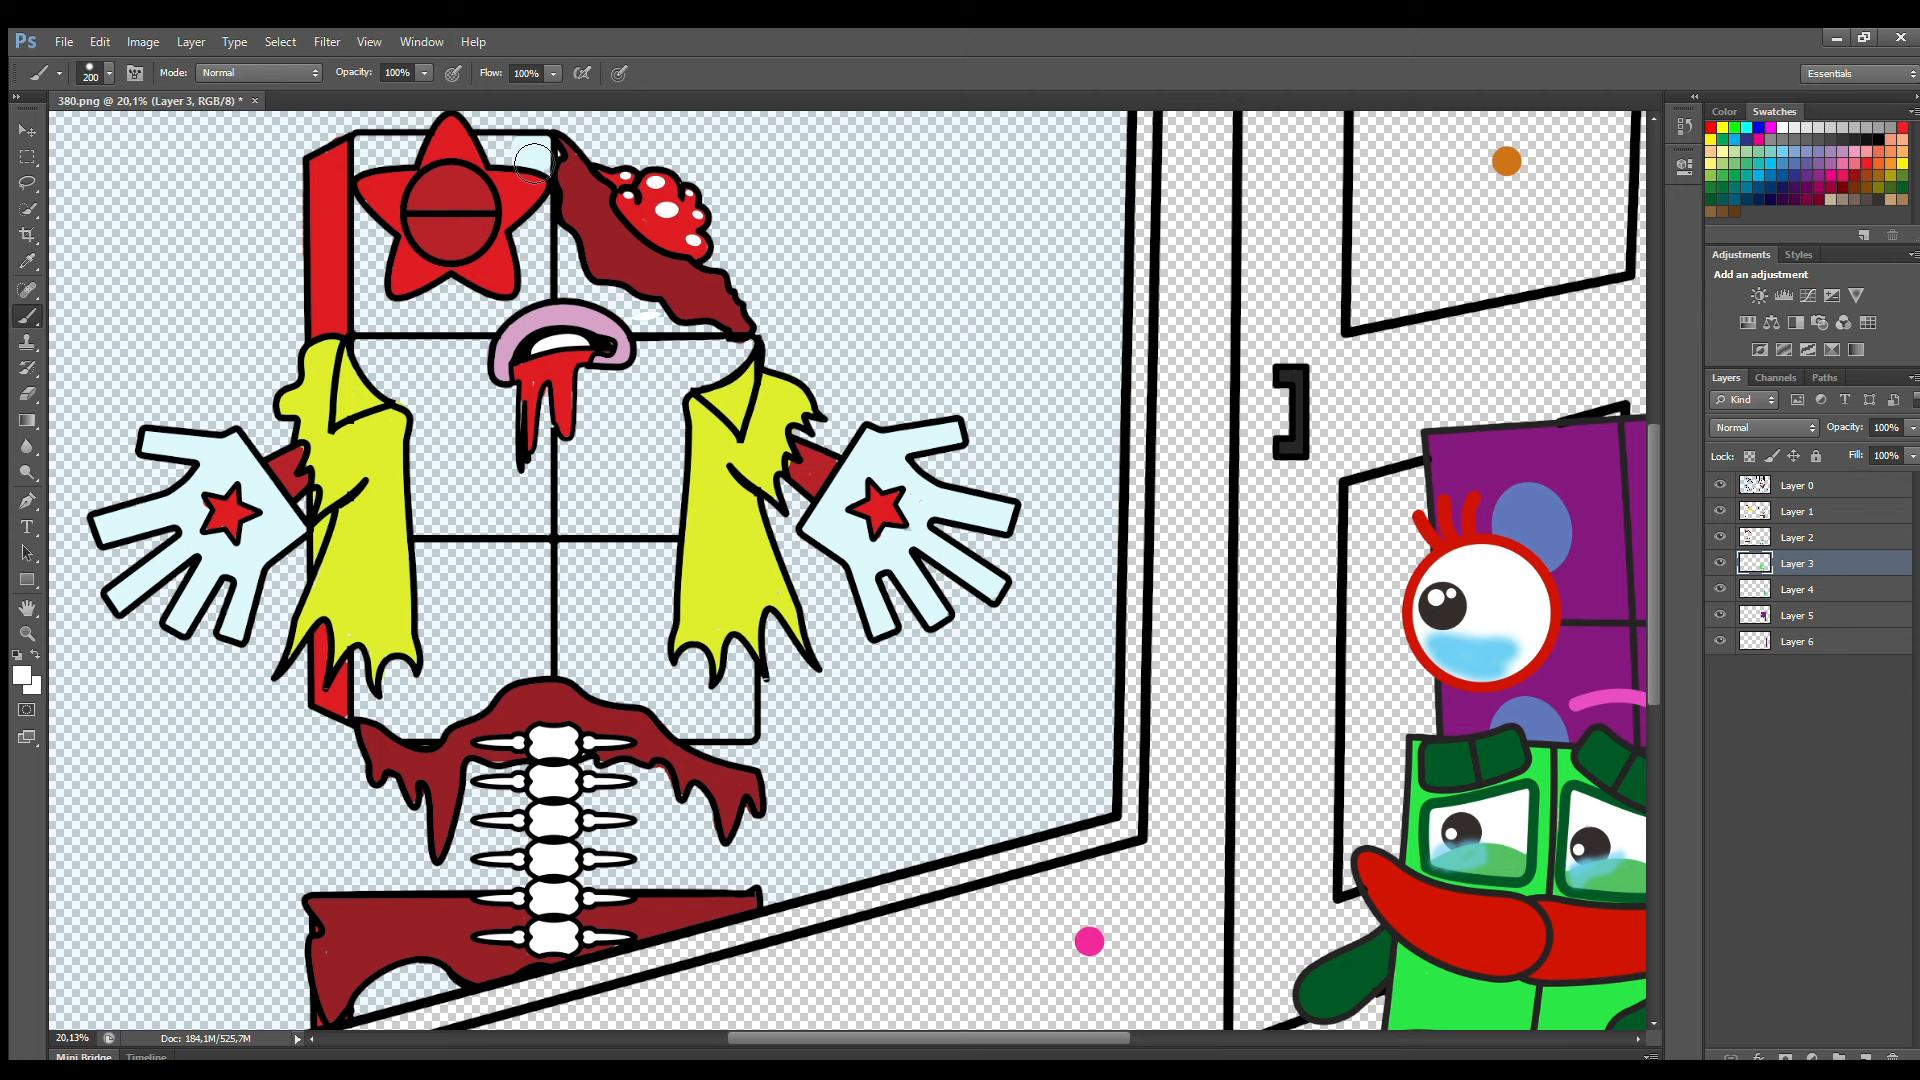 Ps File Edit Image Layer Type Select Filter View Window Help
200 Mode: Normal Opacity: 100% Flow: 100% Essentials
380.png @ 20,1% (Layer 3, RGB/8) * ×
Color Swatches
Adjustments Styles
Add an adjustment
Layers Channels Paths
Kind
Normal Opacity: 100%
Lock: Fill: 100%
Layer 0
Layer 1
Layer 2
Layer 3
Layer 4
Layer 5
Layer 6
20,13% Doc: 184,1M/525,7M
Mini Bridge Timeline